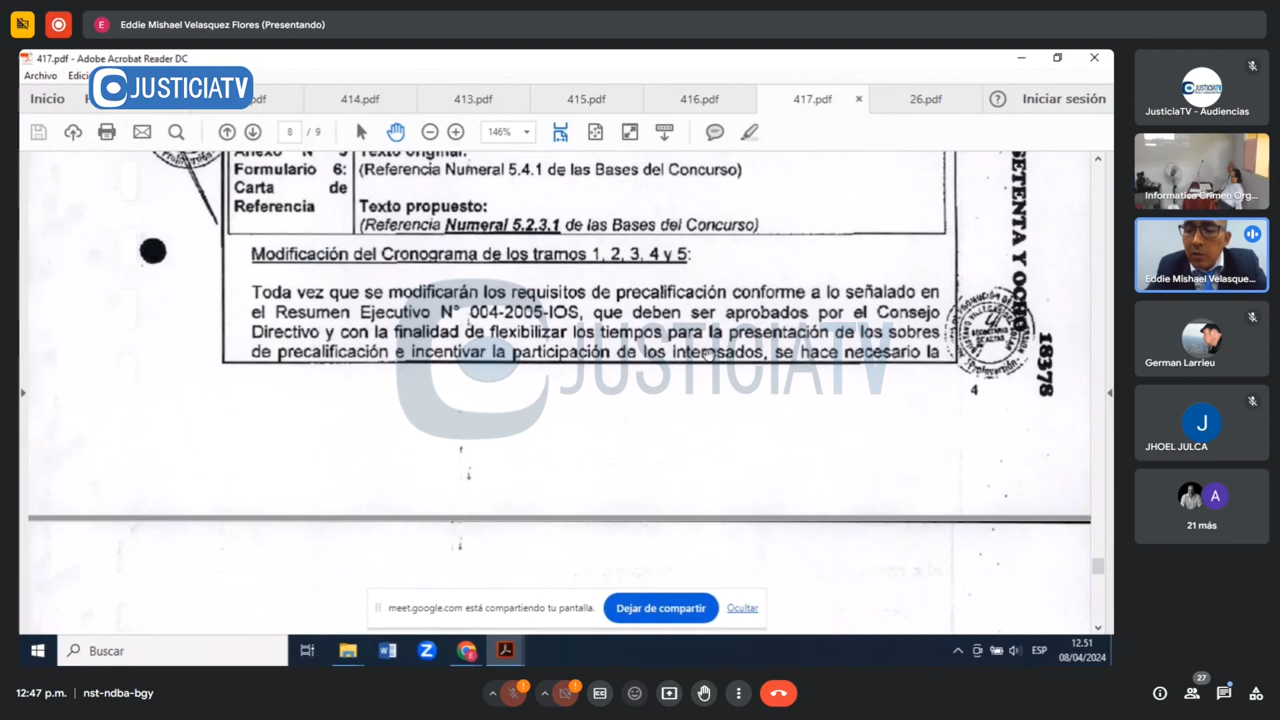 Eddie Mishael Velasquez Flores (Presentando)
417.pdf - Adobe Acrobat Reader DC
Archivo
JUSTICIATV
Inicio
414.pdf
413.pdf
415.pdf
416.pdf
417.pdf
26.pdf
Iniciar sesión
8 / 9
146%
Formulario 6:
Carta de
Referencia
(Referencia Numeral 5.4.1 de las Bases del Concurso)
Texto propuesto:
(Referencia Numeral 5.2.3.1 de las Bases del Concurso)
Modificación del Cronograma de los tramos 1, 2, 3, 4 y 5:
Toda vez que se modificarán los requisitos de precalificación conforme a lo señalado en
el Resumen Ejecutivo N° 004-2005-IOS, que deben ser aprobados por el Consejo
Directivo y con la finalidad de flexibilizar los tiempos para la presentación de los sobres
de precalificación e incentivar la participación de los interesados, se hace necesario la
4
SETENTA Y OCHO
18378
JUSTICIATV
meet.google.com está compartiendo tu pantalla.
Dejar de compartir
Ocultar
Buscar
ESP
12.51
08/04/2024
JusticiaTV - Audiencias
Informatica Crimen Org...
Eddie Mishael Velasque...
German Larrieu
J
JHOEL JULCA
A
21 más
12:47 p.m.
nst-ndba-bgy
27